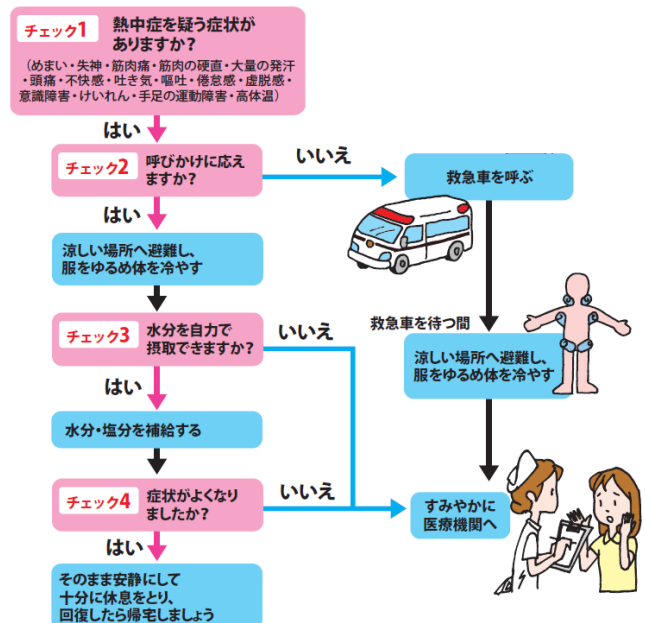 チェック1
熱中症を疑う症状が
ありますか？
（めまい・失神・筋肉痛・筋肉の硬直・大量の発汗
・頭痛・不快感・吐き気・嘔吐・倦怠感・虚脱感・
意識障害・けいれん・手足の運動障害・高体温）
はい
チェック2
呼びかけに応え
ますか？
いいえ
救急車を呼ぶ
はい
涼しい場所へ避難し、
服をゆるめ体を冷やす
救急車を待つ間
涼しい場所へ避難し、
服をゆるめ体を冷やす
チェック3
水分を自力で
摂取できますか？
いいえ
はい
水分・塩分を補給する
チェック4
症状がよくなり
ましたか？
いいえ
すみやかに
医療機関へ
はい
そのまま安静にして
十分に休息をとり、
回復したら帰宅しましょう